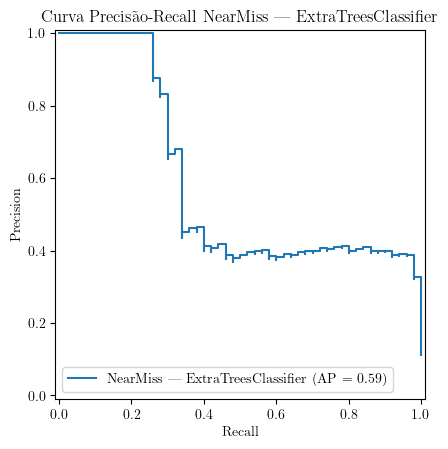 Curva Precisão-Recall NearMiss — ExtraTreesClassifier
1.0
0.8
0.6
0.4
0.2
0.0
Precision
NearMiss — ExtraTreesClassifier (AP = 0.59)
0.0 0.2 0.4 0.6 0.8 1.0
Recall